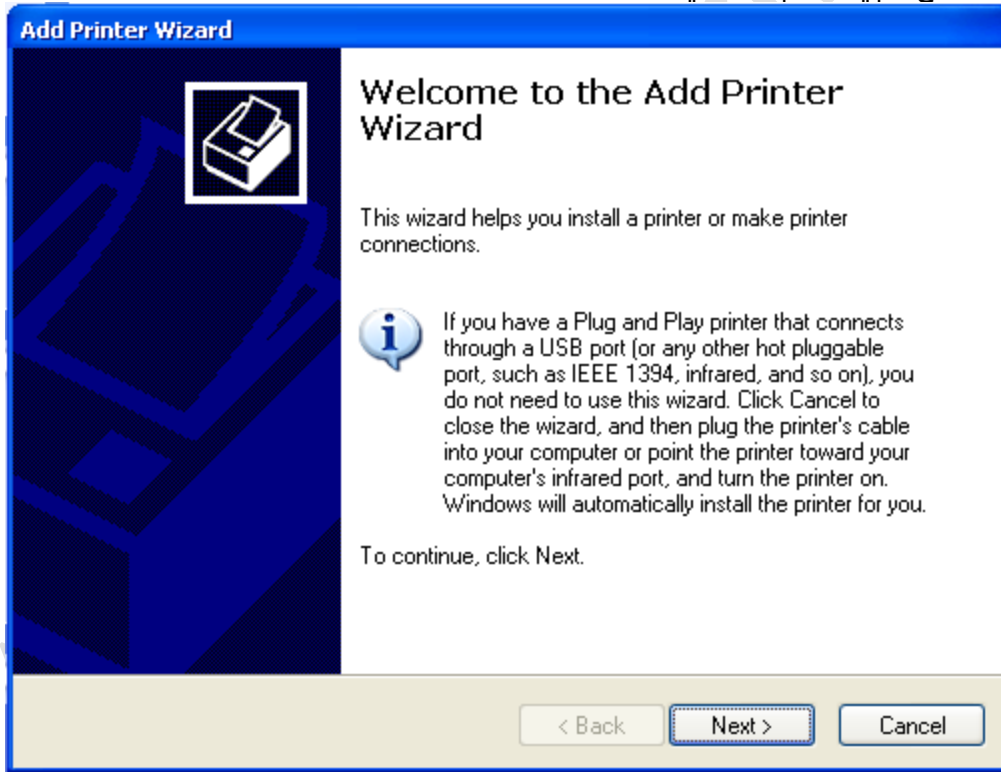 Add Printer Wizard
Welcome to the Add Printer
Wizard
This wizard helps you install a printer or make printer
connections.
If you have a Plug and Play printer that connects
through a USB port (or any other hot pluggable
port, such as IEEE 1394, infrared, and so on), you
do not need to use this wizard. Click Cancel to
close the wizard, and then plug the printer's cable
into your computer or point the printer toward your
computer's infrared port, and turn the printer on.
Windows will automatically install the printer for you.
To continue, click Next.
< Back
Next >
Cancel